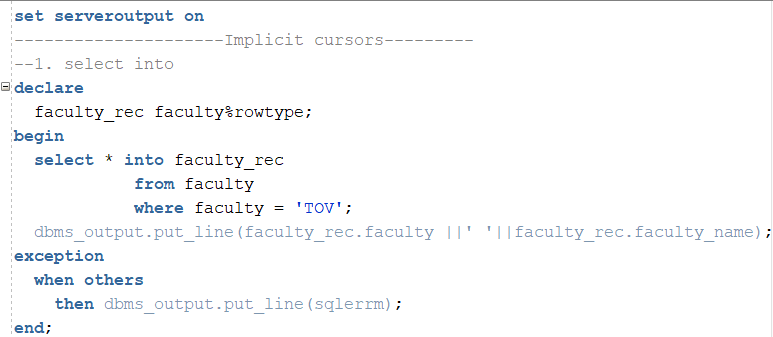 set serveroutput on
---------------------Implicit cursors---------
--1. select into
declare
  faculty_rec faculty%rowtype;
begin
  select * into faculty_rec
            from faculty
            where faculty = 'TOV';
  dbms_output.put_line(faculty_rec.faculty ||' '||faculty_rec.faculty_name);
exception
  when others
    then dbms_output.put_line(sqlerrm);
end;